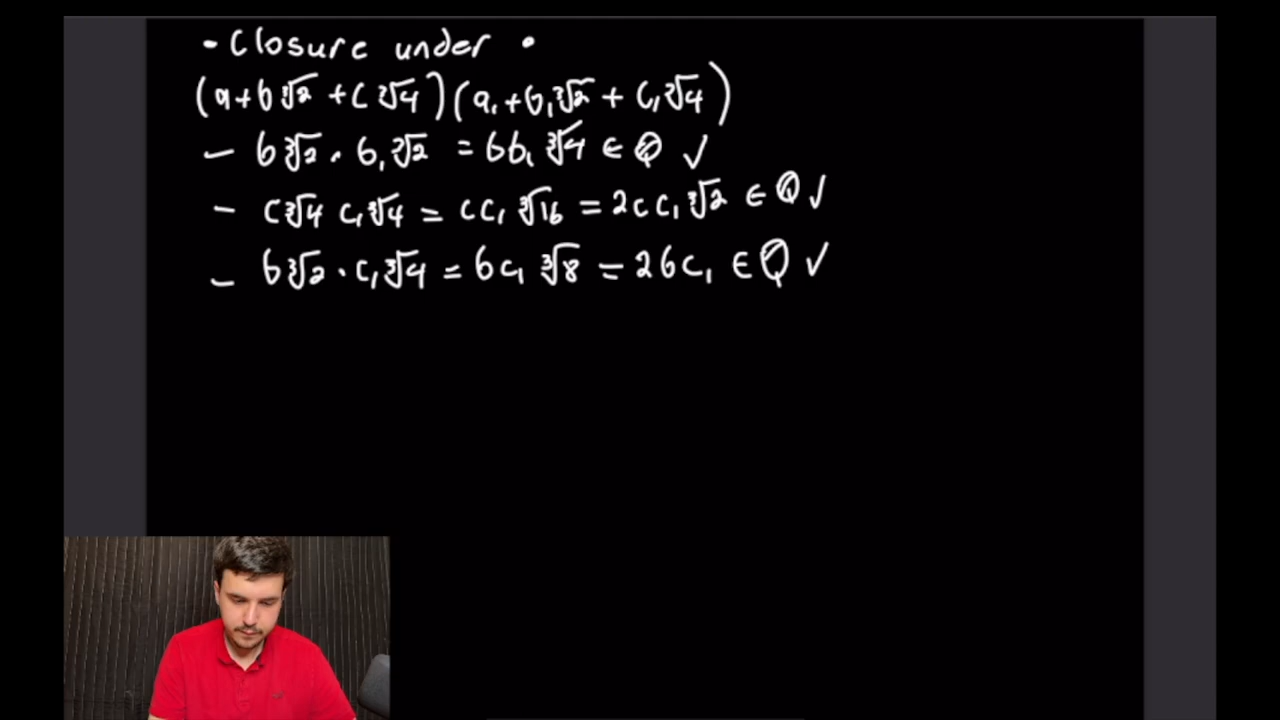 • Closure under •
(a+b∛2 +c∛4)(a₁+b₁∛2 + c₁∛4)
– b∛2 • b₁∛2 = bb₁ ∛4 ∈ ℚ ✓
– c∛4 c₁∛4 = cc₁ ∛16 = 2cc₁ ∛2 ∈ ℚ ✓
– b∛2 • c₁∛4 = bc₁ ∛8 = 2bc₁ ∈ ℚ ✓